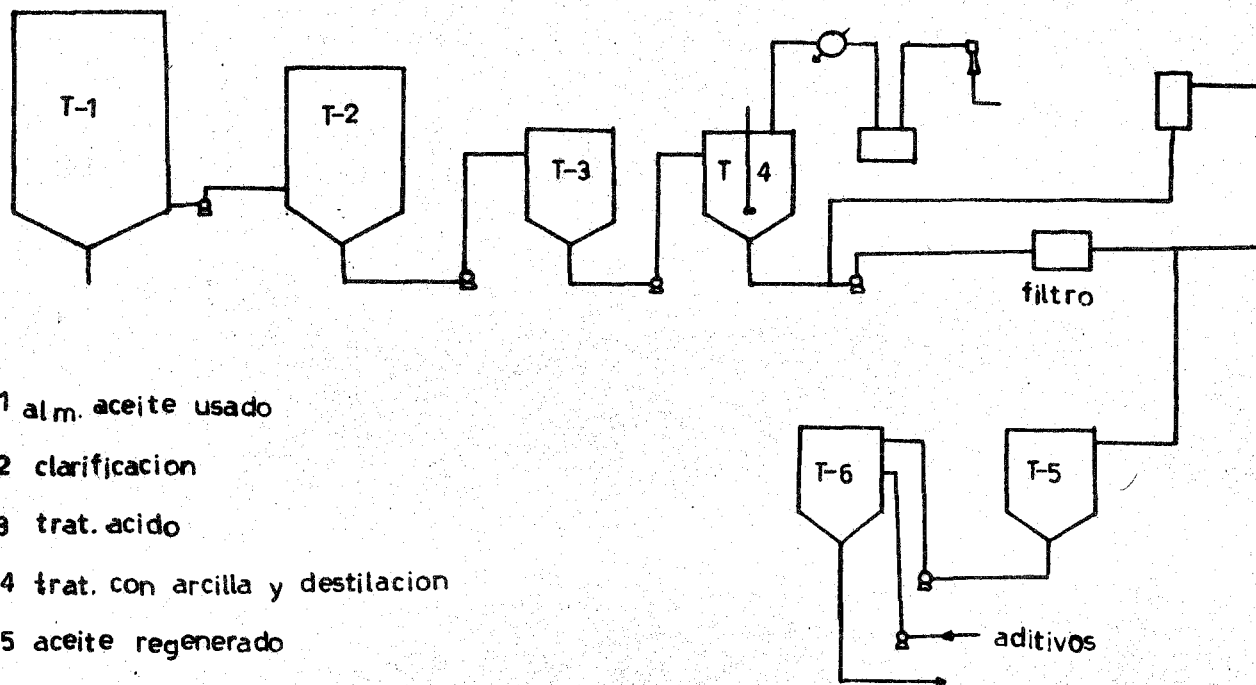 T-1
T-2
T-3
T 4
filtro
1 alm. aceite usado
2 clarificacion
3 trat. acido
4 trat. con arcilla y destilacion
5 aceite regenerado
T-6
T-5
aditivos